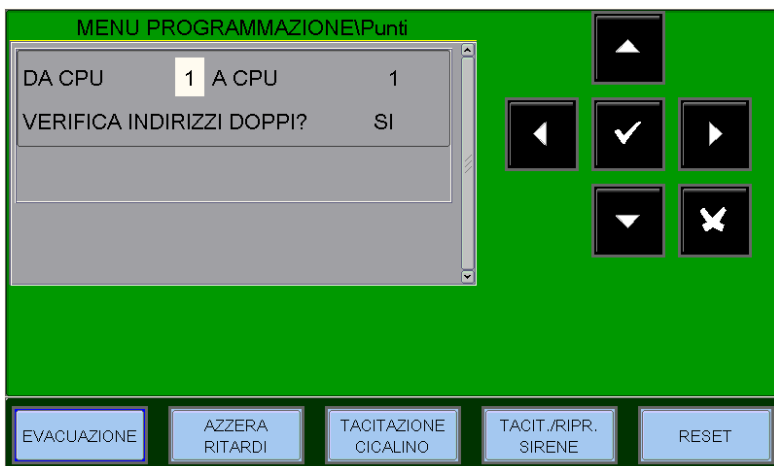 MENU PROGRAMMAZIONE\Punti
DA CPU 1 A CPU 1
VERIFICA INDIRIZZI DOPPI? SI
EVACUAZIONE
AZZERA
RITARDI
TACITAZIONE
CICALINO
TACIT./RIPR.
SIRENE
RESET